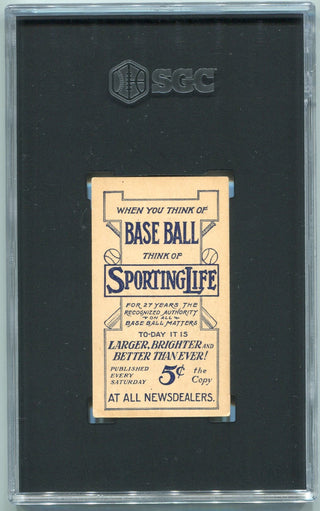 SGC
WHEN YOU THINK OF
BASE BALL
THINK OF
SPORTING LIFE
FOR 27 YEARS THE
RECOGNIZED AUTHORITY
ON ALL
BASE BALL MATTERS
TO-DAY IT IS
LARGER, BRIGHTER AND
BETTER THAN EVER!
PUBLISHED
EVERY
SATURDAY
5¢
the
Copy
AT ALL NEWSDEALERS.